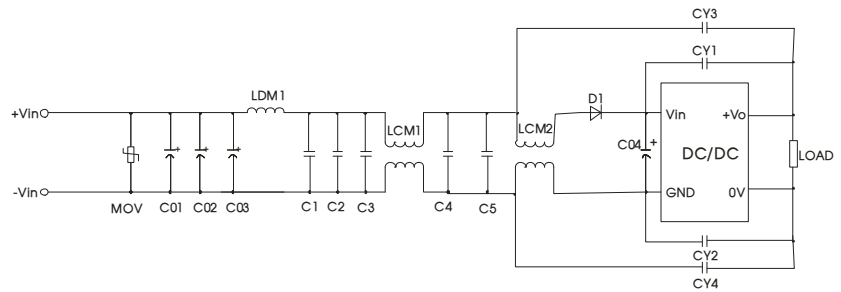 CY3
CY1
LDM1
D1
+Vin
LCM1
LCM2
Vin
+Vo
C04
+
DC/DC
LOAD
+
+
+
-Vin
GND
0V
MOV
C01
C02
C03
C1
C2
C3
C4
C5
CY2
CY4